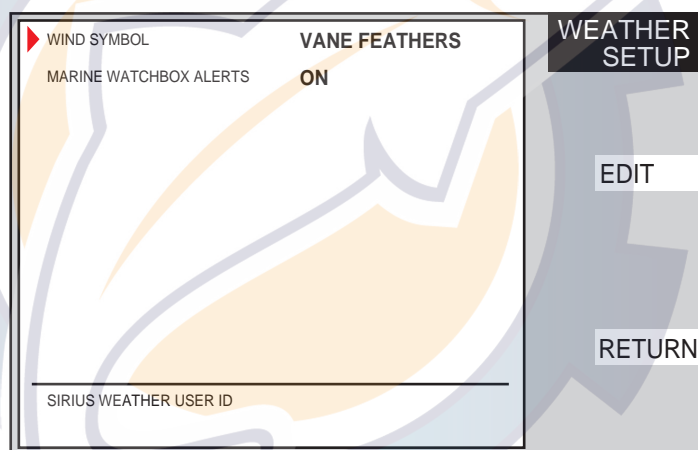 WIND SYMBOL VANE FEATHERS
MARINE WATCHBOX ALERTS ON
SIRIUS WEATHER USER ID
WEATHER
SETUP
EDIT
RETURN